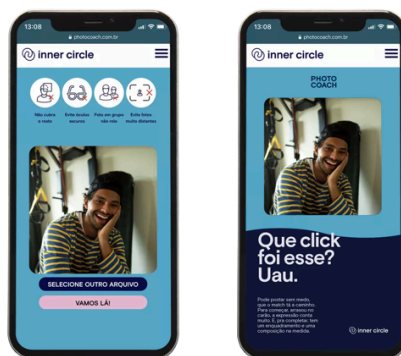 13:08
photocoach.com.br
inner circle
Não cubra
o rosto
Evite óculos
escuros
Foto em grupo
não rola
Evite fotos
muito distantes
SELECIONE OUTRO ARQUIVO
VAMOS LÁ!
13:08
photocoach.com.br
inner circle
PHOTO
COACH
Que click
foi esse?
Uau.
Pode postar sem medo,
que o match tá a caminho.
Para começar, arrasou no
carão, a expressão conta
muito. E, pra completar, tem
um enquadramento e uma
composição na medida.
inner circle